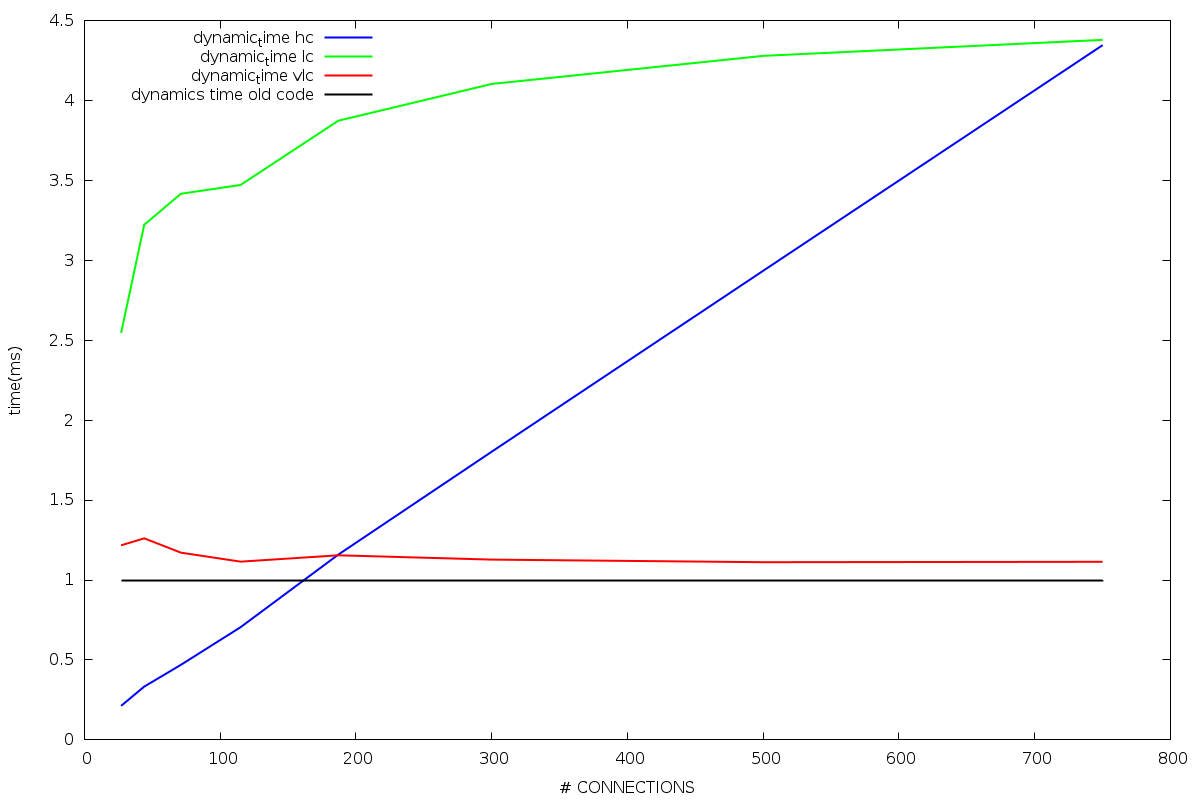 4.5
4
3.5
3
2.5
2
1.5
1
0.5
0
dynamic_time hc
dynamic_time lc
dynamic_time vlc
dynamics time old code
time(ms)
0 100 200 300 400 500 600 700 800
# CONNECTIONS